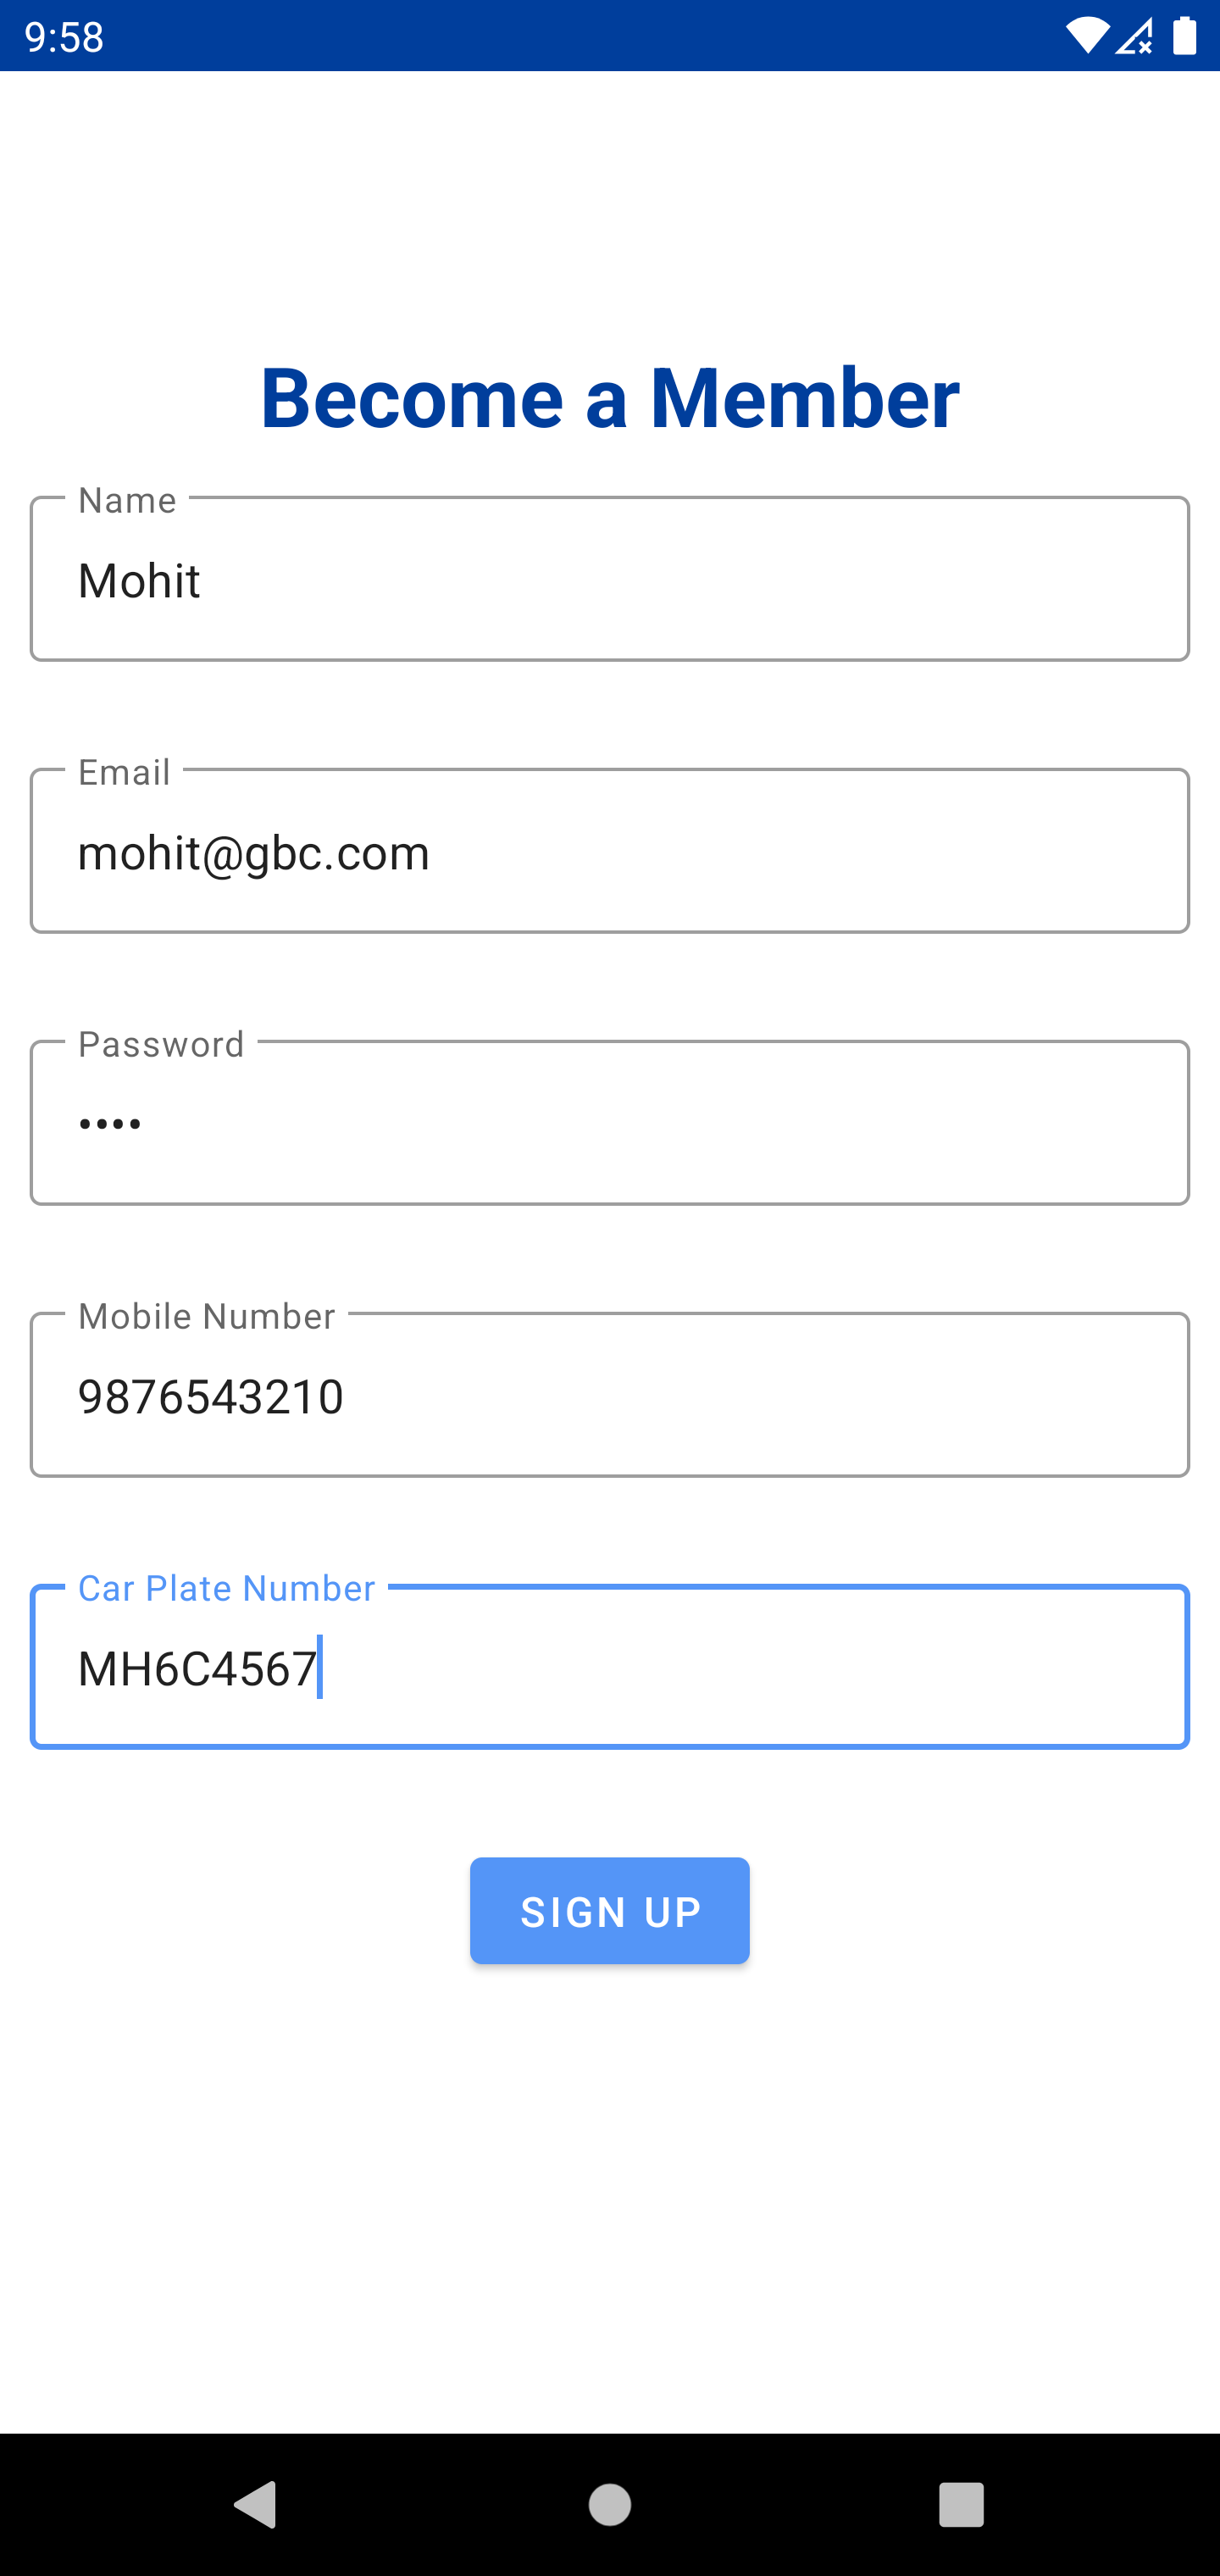 9:58
Become a Member
Name
Mohit
Email
mohit@gbc.com
Password
••••
Mobile Number
9876543210
Car Plate Number
MH6C4567
SIGN UP